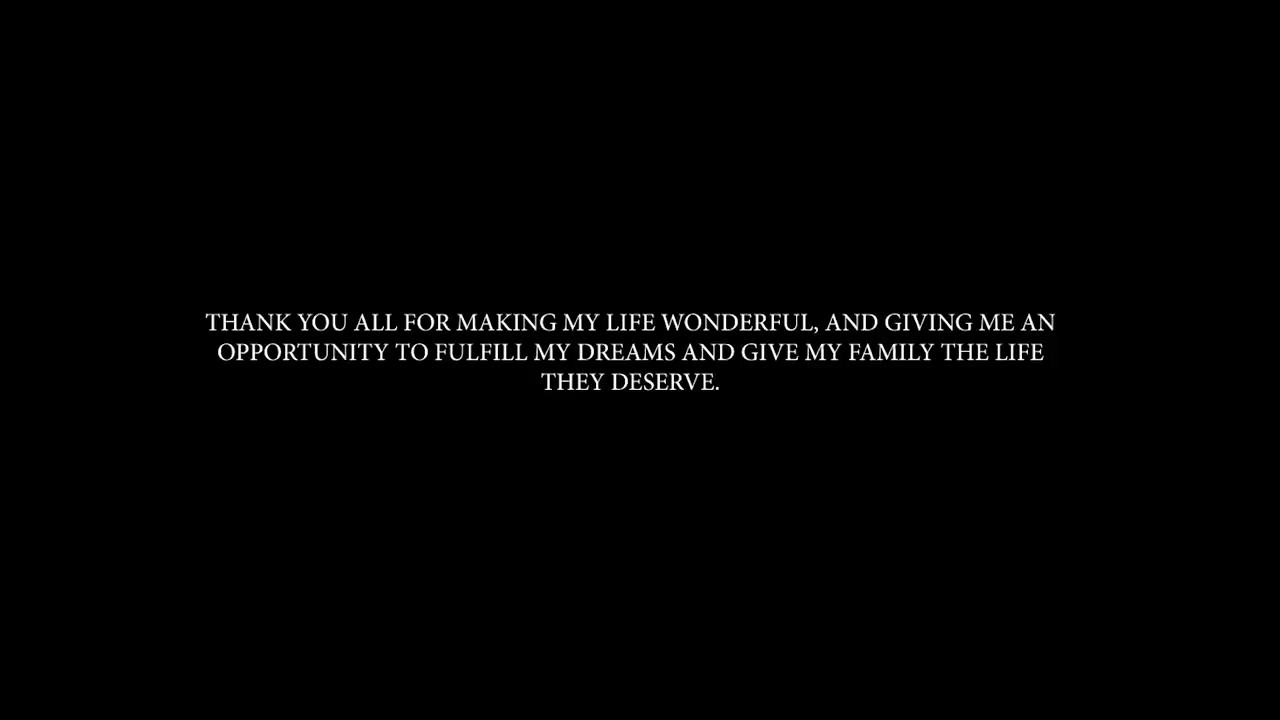 THANK YOU ALL FOR MAKING MY LIFE WONDERFUL, AND GIVING ME AN
OPPORTUNITY TO FULFILL MY DREAMS AND GIVE MY FAMILY THE LIFE
THEY DESERVE.